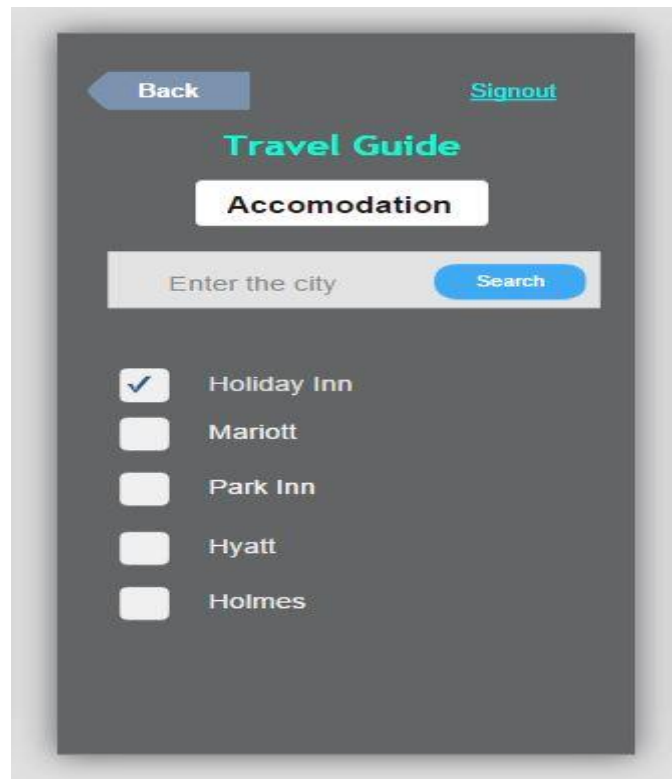 Back
Signout
Travel Guide
Accomodation
Enter the city
Search
Holiday Inn
Mariott
Park Inn
Hyatt
Holmes